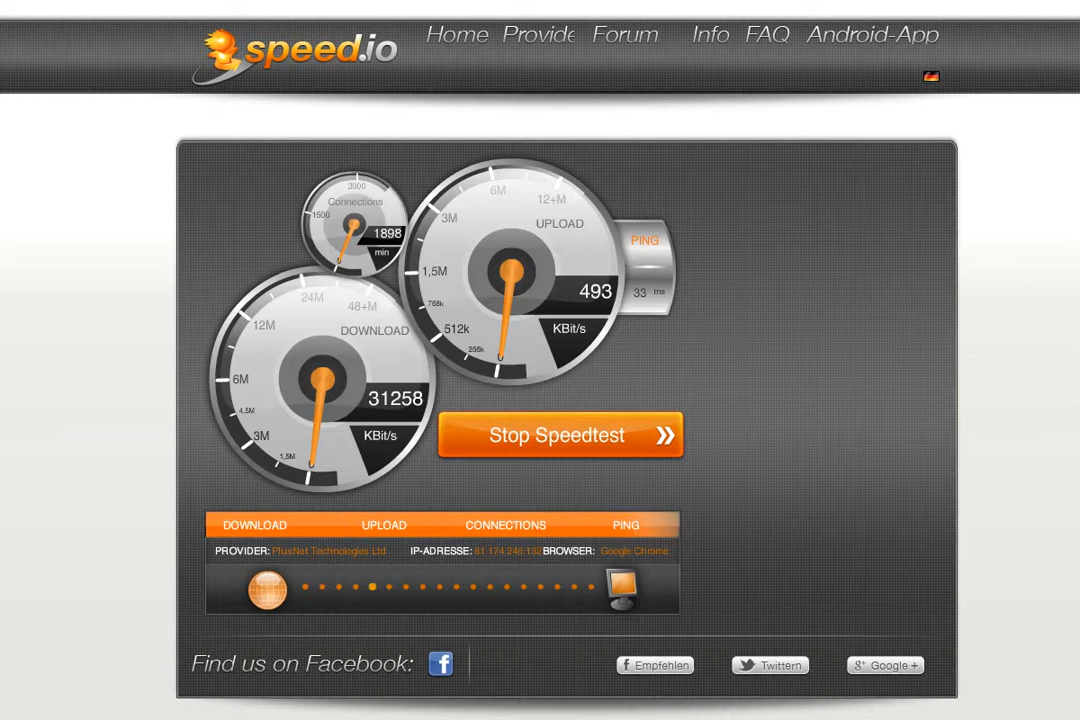 speed.io
Home Provide Forum Info FAQ Android-App
3000
Connections
1500
1898
min
0
6M
12+M
3M
UPLOAD
1,5M
768k
493
512k
KBit/s
256k
0
PING
33 ms
24M
48+M
12M
DOWNLOAD
6M
31258
4,5M
3M
KBit/s
1,5M
0
Stop Speedtest
DOWNLOAD UPLOAD CONNECTIONS PING
PROVIDER: PlusNet Technologies Ltd IP-ADRESSE: 81.174.246.132 BROWSER: Google Chrome
Find us on Facebook: f
f Empfehlen Twittern g+ Google +